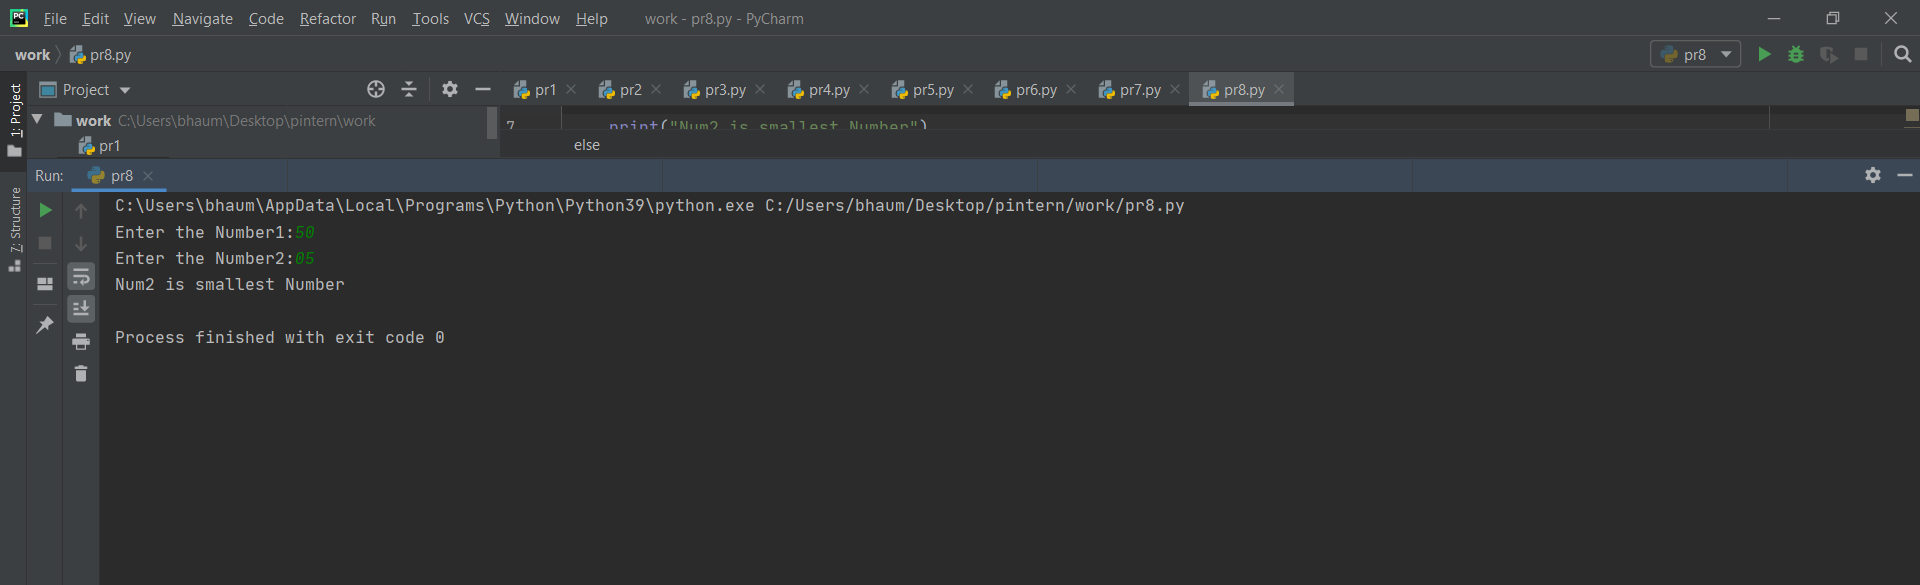 File Edit View Navigate Code Refactor Run Tools VCS Window Help work - pr8.py - PyCharm
work pr8.py pr8
Project pr1 pr2 pr3.py pr4.py pr5.py pr6.py pr7.py pr8.py
1: Project
work C:\Users\bhaum\Desktop\pintern\work
7 print("Num2 is smallest Number")
pr1
else
Run: pr8
7: Structure
C:\Users\bhaum\AppData\Local\Programs\Python\Python39\python.exe C:/Users/bhaum/Desktop/pintern/work/pr8.py
Enter the Number1:50
Enter the Number2:05
Num2 is smallest Number
Process finished with exit code 0